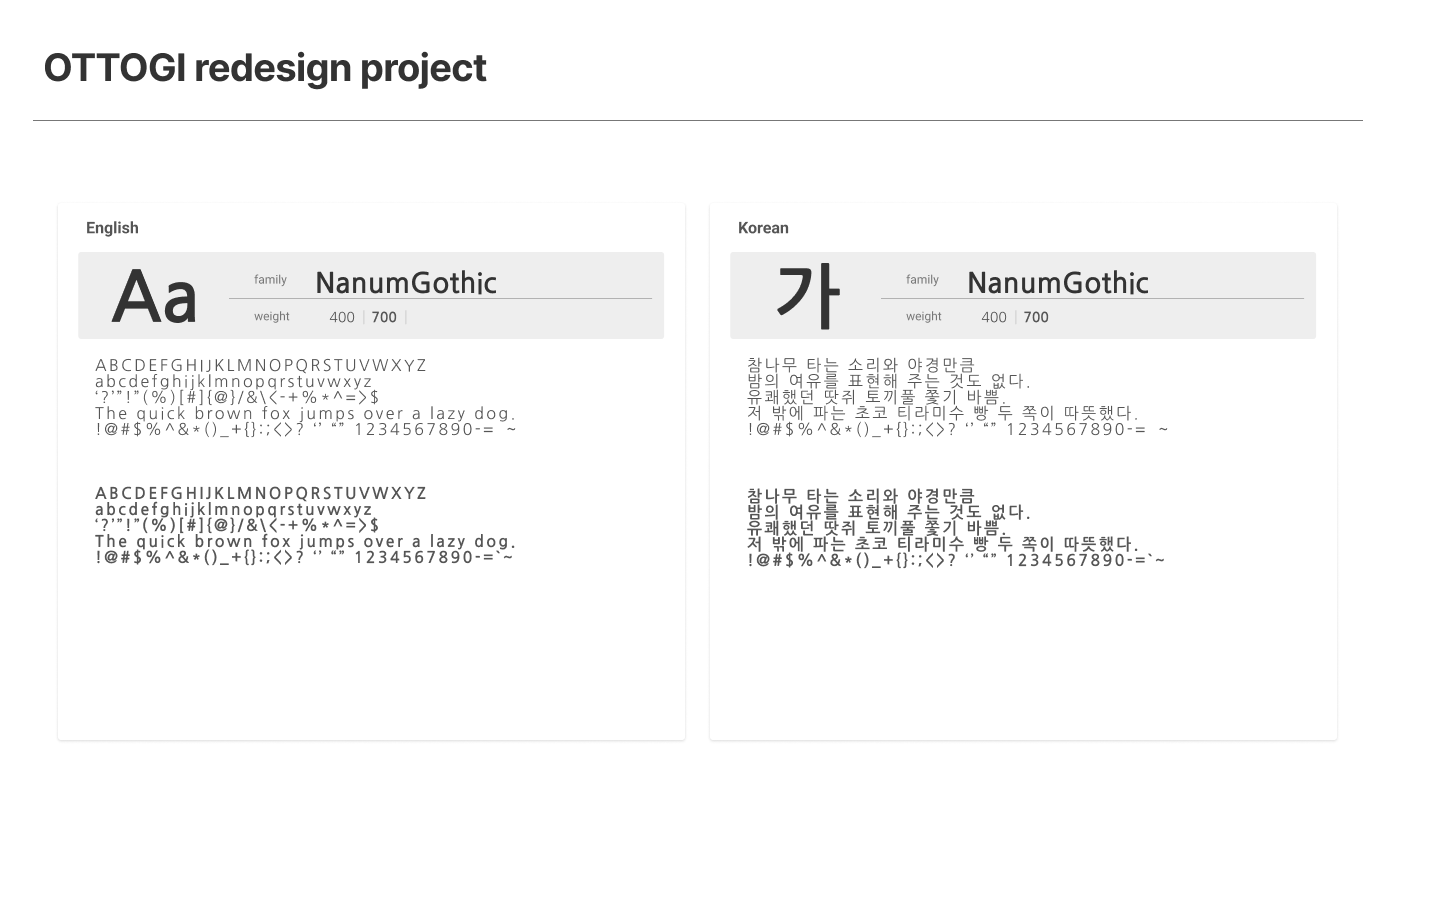 OTTOGI redesign project
English
Aa
family NanumGothic
weight 400 | 700 |
ABCDEFGHIJKLMNOPQRSTUVWXYZ
abcdefghijklmnopqrstuvwxyz
‘?’”!”(%)[#]{@}/&\<-+%*^=>$
The quick brown fox jumps over a lazy dog.
!@#$%^&*()_+{}:;<>? ‘’ “” 1234567890-= ~
ABCDEFGHIJKLMNOPQRSTUVWXYZ
abcdefghijklmnopqrstuvwxyz
‘?’”!”(%)[#]{@}/&\<-+%*^=>$
The quick brown fox jumps over a lazy dog.
!@#$%^&*()_+{}:;<>? ‘’ “” 1234567890-=`~
Korean
가
family NanumGothic
weight 400 | 700
참나무 타는 소리와 야경만큼
밤의 여유를 표현해 주는 것도 없다.
유쾌했던 땃쥐 토끼풀 쫓기 바쁨.
저 밖에 파는 초코 티라미수 빵 두 쪽이 따뜻했다.
!@#$%^&*()_+{}:;<>? ‘’ “” 1234567890-= ~
참나무 타는 소리와 야경만큼
밤의 여유를 표현해 주는 것도 없다.
유쾌했던 땃쥐 토끼풀 쫓기 바쁨.
저 밖에 파는 초코 티라미수 빵 두 쪽이 따뜻했다.
!@#$%^&*()_+{}:;<>? ‘’ “” 1234567890-=`~